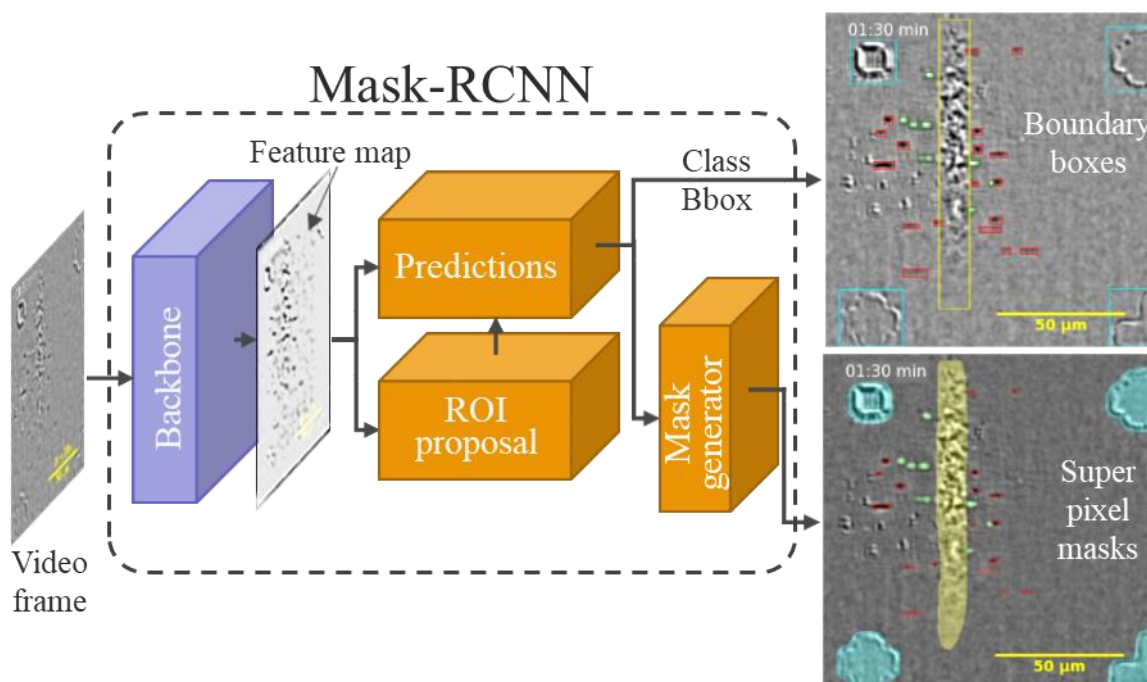 Mask-RCNN
Feature map
Class
Bbox
Backbone
Predictions
ROI
proposal
Mask
generator
Video
frame
01:30 min
Boundary
boxes
50 µm
01:30 min
Super
pixel
masks
50 µm